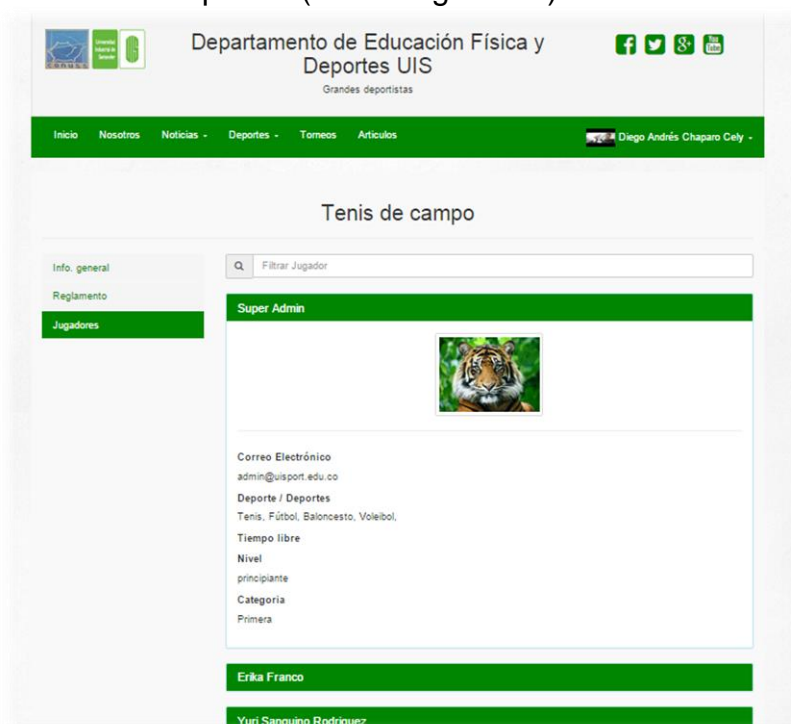 Departamento de Educación Física y
Deportes UIS
Grandes deportistas
Inicio Nosotros Noticias Deportes Torneos Articulos Diego Andrés Chaparo Cely
Tenis de campo
Info. general
Reglamento
Jugadores
Filtrar Jugador
Super Admin
Correo Electrónico
admin@uisport.edu.co
Deporte / Deportes
Tenis, Fútbol, Baloncesto, Voleibol,
Tiempo libre
Nivel
principiante
Categoria
Primera
Erika Franco
Yuri Sanguino Rodriguez